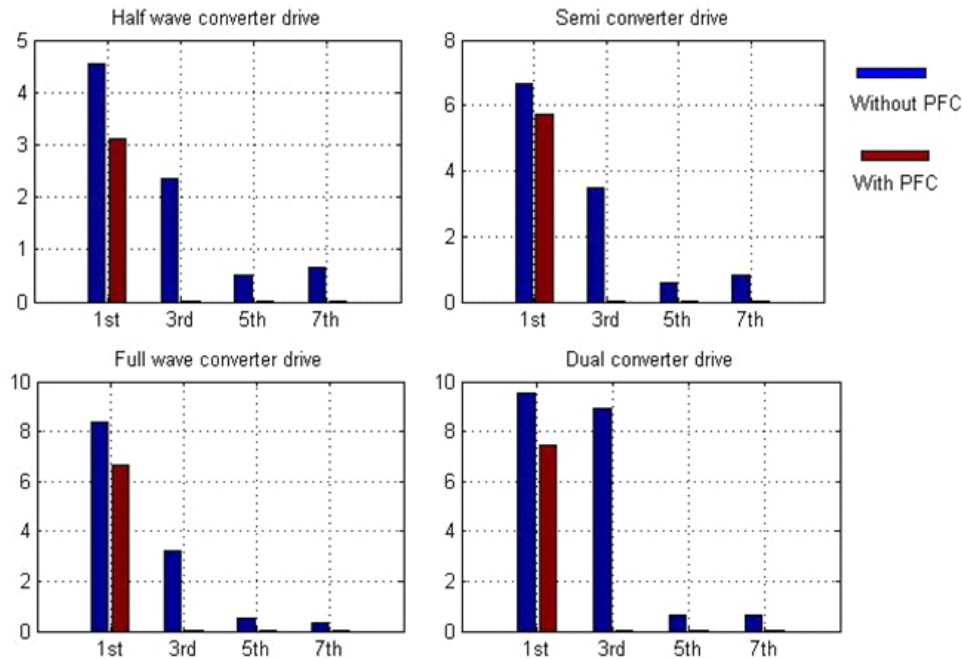 Half wave converter drive
5
4
3
2
1
0
1st 3rd 5th 7th
Semi converter drive
8
6
4
2
0
1st 3rd 5th 7th
Without PFC
With PFC
Full wave converter drive
10
8
6
4
2
0
1st 3rd 5th 7th
Dual converter drive
10
8
6
4
2
0
1st 3rd 5th 7th